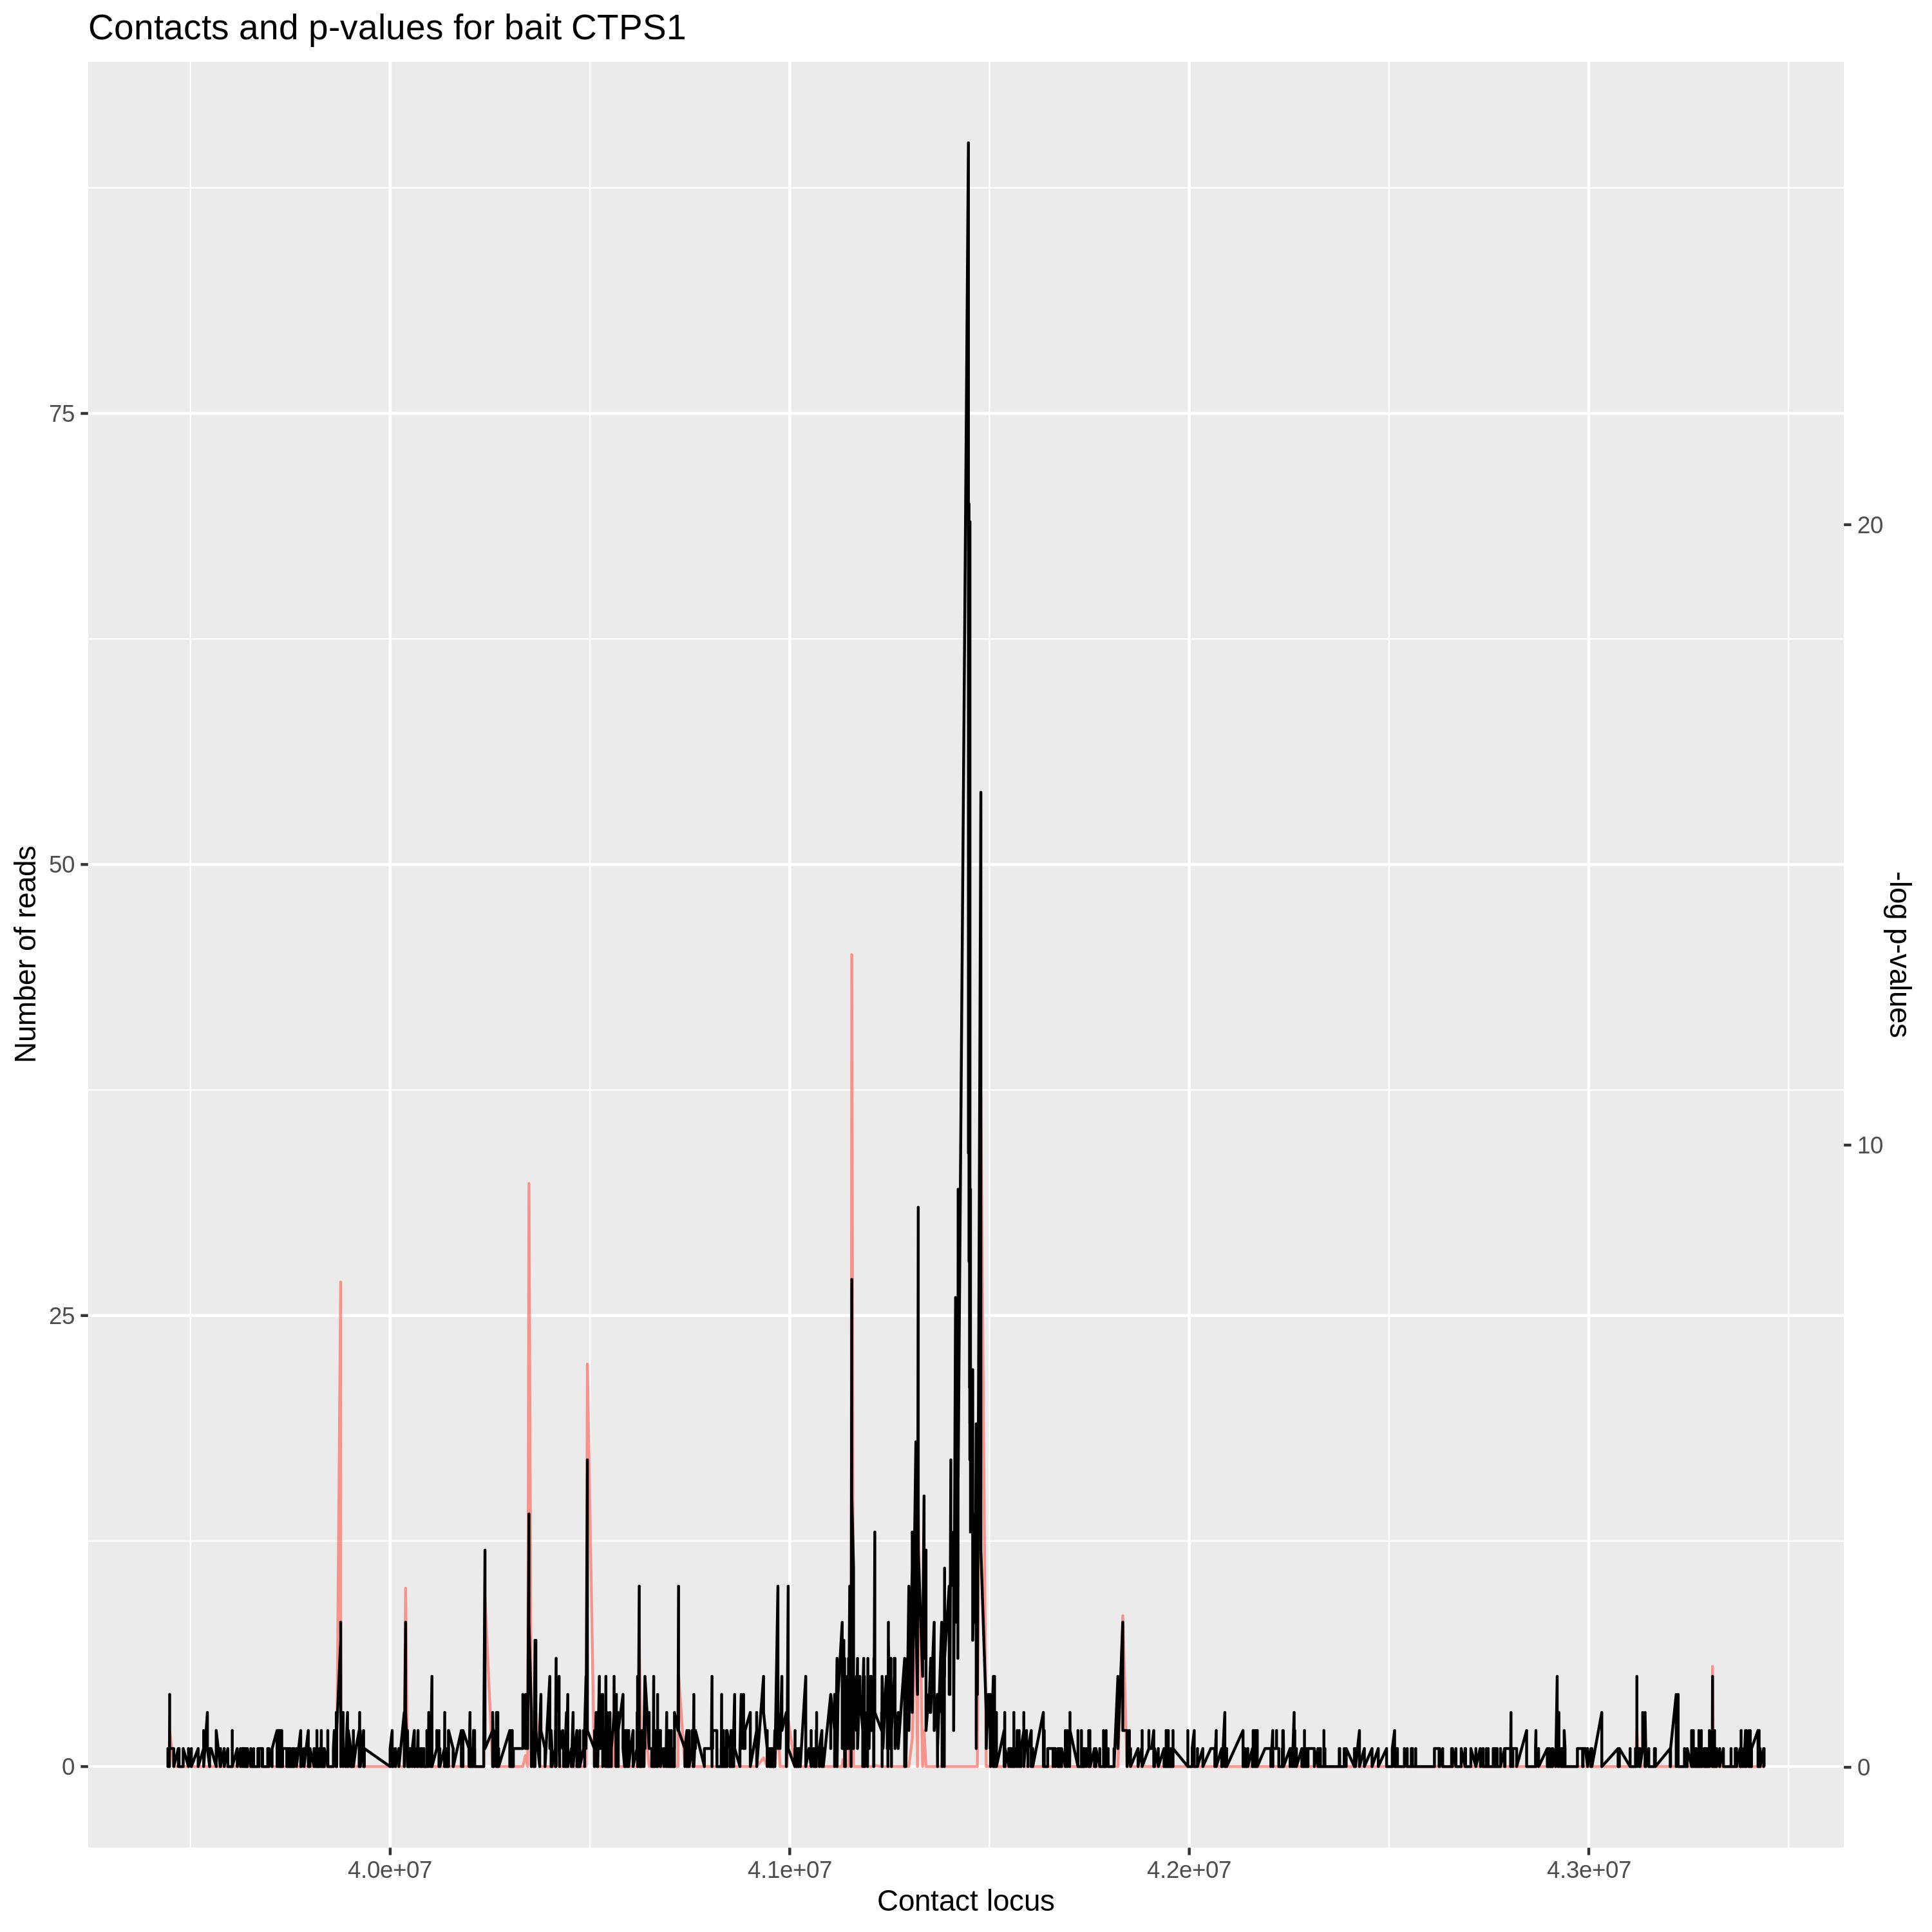 Contacts and p-values for bait CTPS1
Number of reads
75
50
25
0
20
10
0
-log p-values
4.0e+07
4.1e+07
4.2e+07
4.3e+07
Contact locus